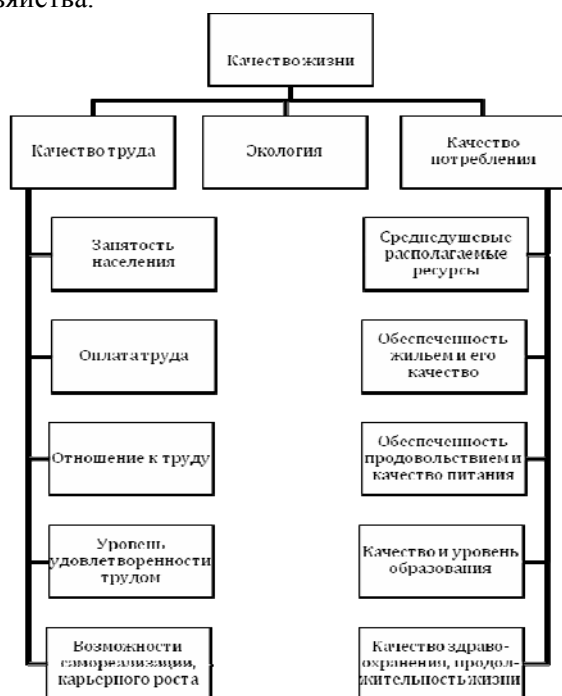 Качество жизни
Качество труда
Экология
Качество
потребления
Занятость
населения
Оплата труда
Отношение к труду
Уровень
удовлетворенности
трудом
Возможности
самореализации,
карьерного роста
Среднедушевые
располагаемые
ресурсы
Обеспеченность
жильем и его
качество
Обеспеченность
продовольствием и
качество питания
Качество и уровень
образования
Качество здраво-
охранения, продол-
жительность жизни